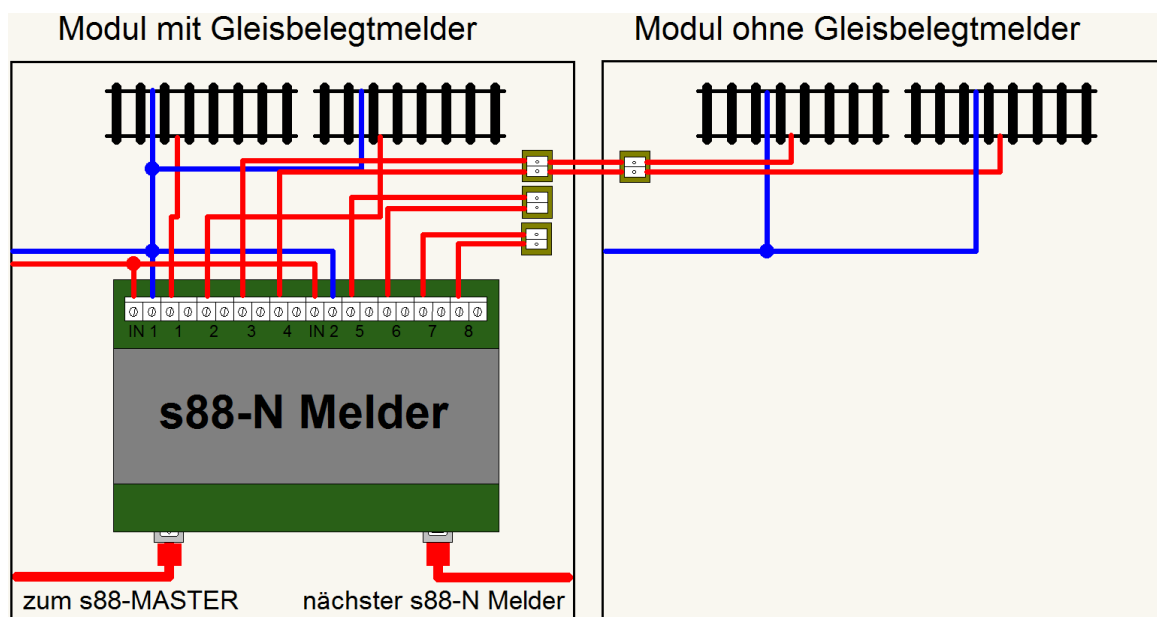 Modul mit Gleisbelegtmelder
Modul ohne Gleisbelegtmelder
IN 1 1 2 3 4 IN 2 5 6 7 8
s88-N Melder
zum s88-MASTER
nächster s88-N Melder